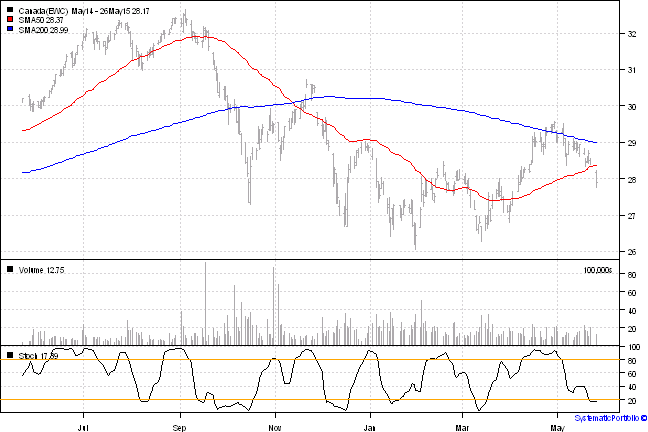 Canada(EWC) May14 - 26May15 28.17
SMA50 28.37
SMA200 28.99
32
31
30
29
28
27
26
Volume 12.75
100,000s
80
60
40
20
Stoch 17.39
100
80
60
40
20
Jul Sep Nov Jan Mar May
SystematicPortfolio ©